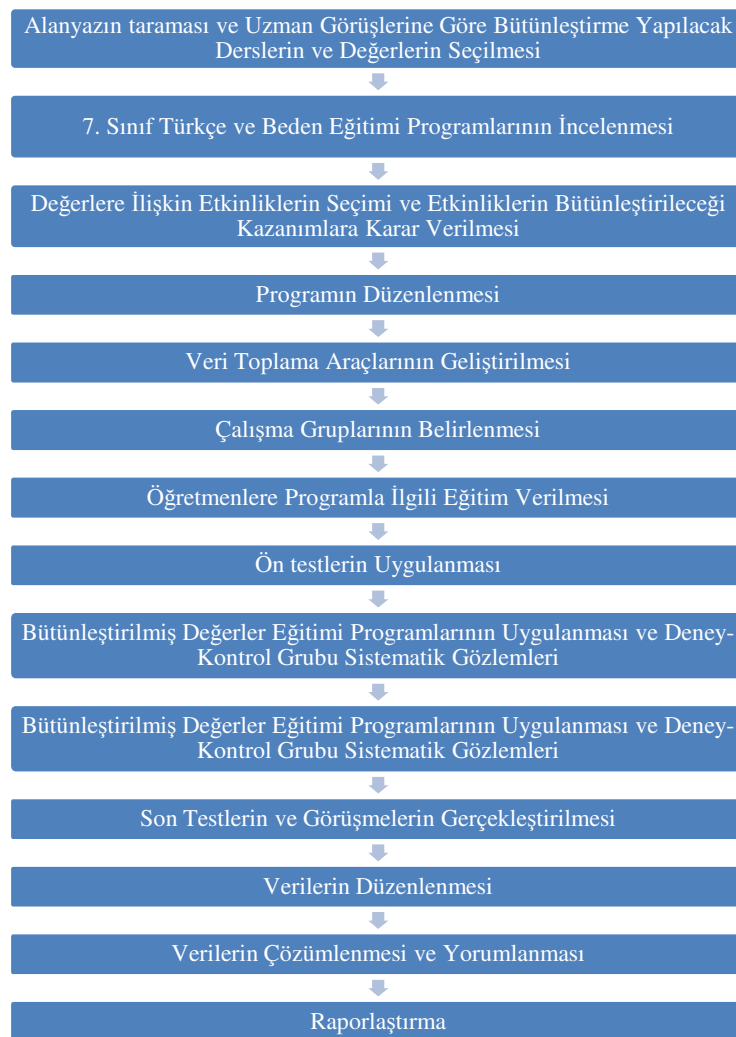 Alanyazın taraması ve Uzman Görüşlerine Göre Bütünleştirme Yapılacak
Derslerin ve Değerlerin Seçilmesi
7. Sınıf Türkçe ve Beden Eğitimi Programlarının İncelenmesi
Değerlere İlişkin Etkinliklerin Seçimi ve Etkinliklerin Bütünleştirileceği
Kazanımlara Karar Verilmesi
Programın Düzenlenmesi
Veri Toplama Araçlarının Geliştirilmesi
Çalışma Gruplarının Belirlenmesi
Öğretmenlere Programla İlgili Eğitim Verilmesi
Ön testlerin Uygulanması
Bütünleştirilmiş Değerler Eğitimi Programlarının Uygulanması ve Deney-
Kontrol Grubu Sistematik Gözlemleri
Bütünleştirilmiş Değerler Eğitimi Programlarının Uygulanması ve Deney-
Kontrol Grubu Sistematik Gözlemleri
Son Testlerin ve Görüşmelerin Gerçekleştirilmesi
Verilerin Düzenlenmesi
Verilerin Çözümlenmesi ve Yorumlanması
Raporlaştırma